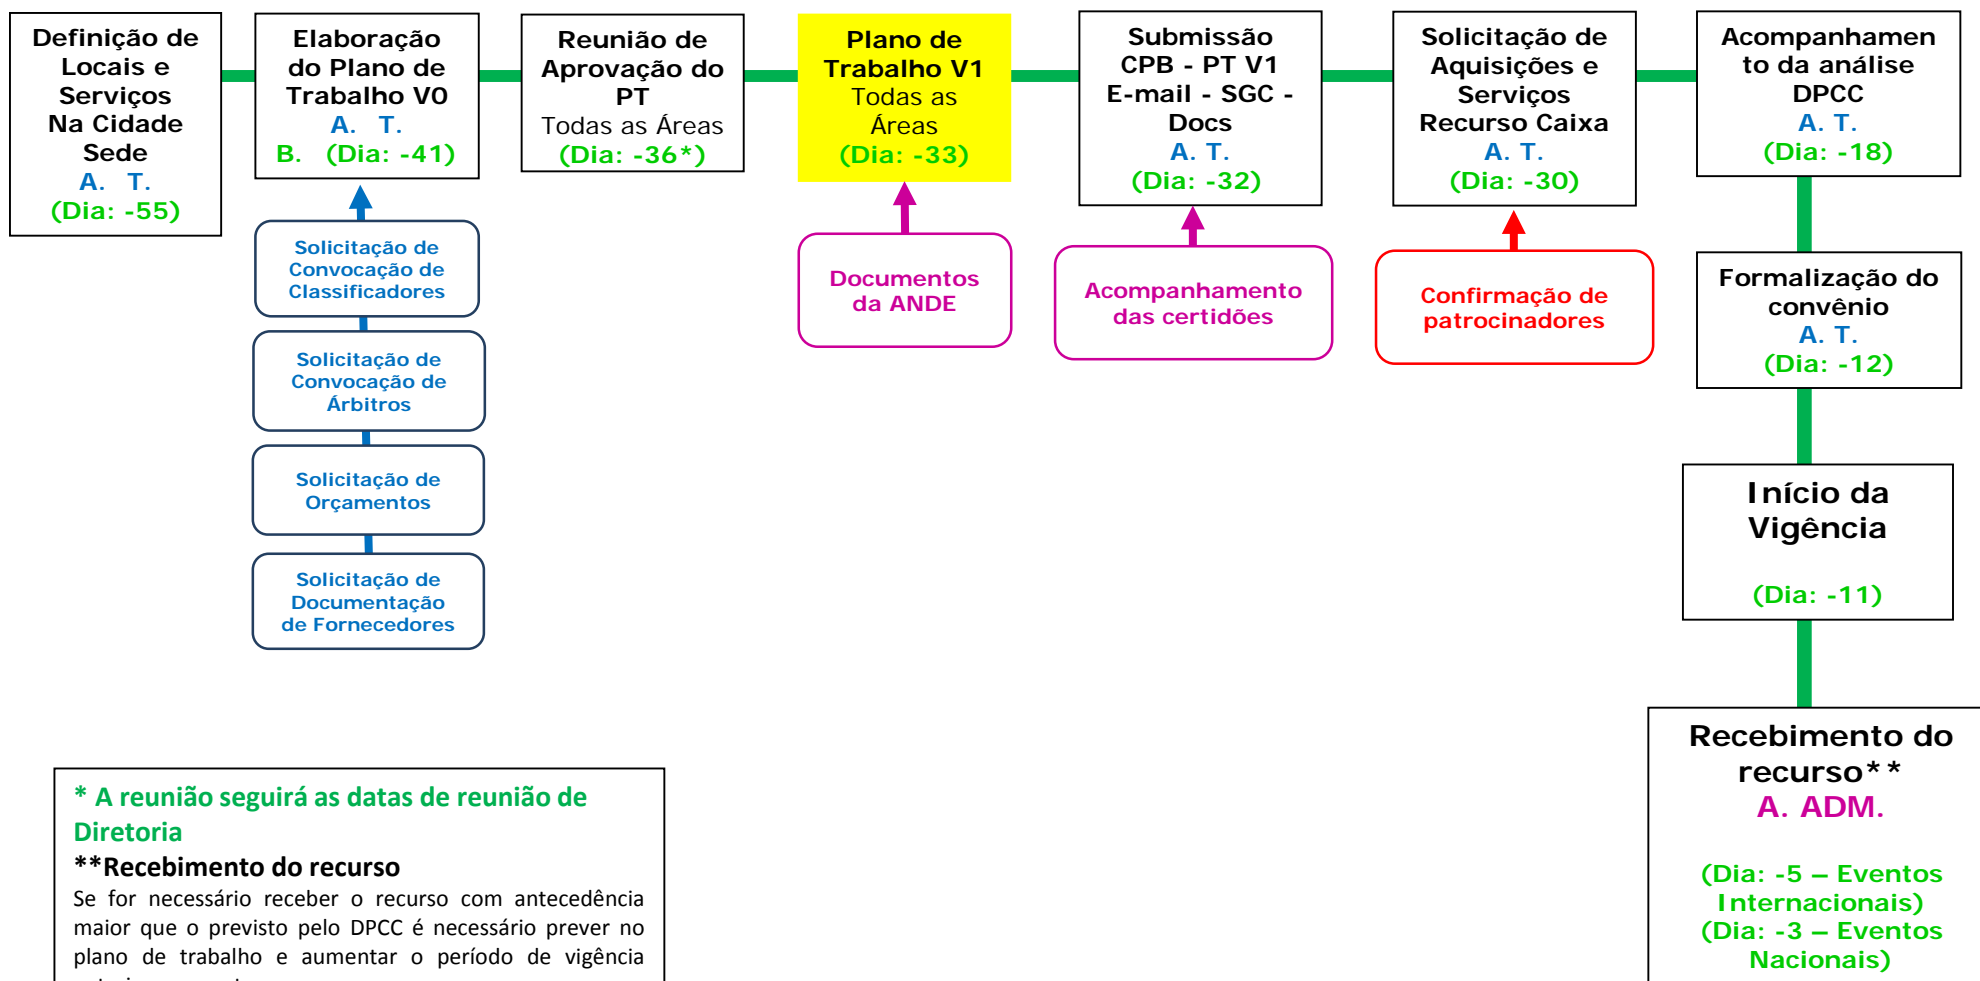 Definição de
Locais e
Serviços
Na Cidade
Sede
A. T.
(Dia: -55)
Elaboração
do Plano de
Trabalho V0
A. T.
B. (Dia: -41)
Reunião de
Aprovação do
PT
Todas as Áreas
(Dia: -36*)
Plano de
Trabalho V1
Todas as
Áreas
(Dia: -33)
Submissão
CPB - PT V1
E-mail - SGC -
Docs
A. T.
(Dia: -32)
Solicitação de
Aquisições e
Serviços
Recurso Caixa
A. T.
(Dia: -30)
Acompanhamen
to da análise
DPCC
A. T.
(Dia: -18)
Solicitação de
Convocação de
Classificadores
Solicitação de
Convocação de
Árbitros
Solicitação de
Orçamentos
Solicitação de
Documentação
de Fornecedores
Documentos
da ANDE
Acompanhamento
das certidões
Confirmação de
patrocinadores
Formalização do
convênio
A. T.
(Dia: -12)
Início da
Vigência
(Dia: -11)
Recebimento do
recurso**
A. ADM.
(Dia: -5 – Eventos
Internacionais)
(Dia: -3 – Eventos
Nacionais)
* A reunião seguirá as datas de reunião de
Diretoria
**Recebimento do recurso
Se for necessário receber o recurso com antecedência
maior que o previsto pelo DPCC é necessário prever no
plano de trabalho e aumentar o período de vigência